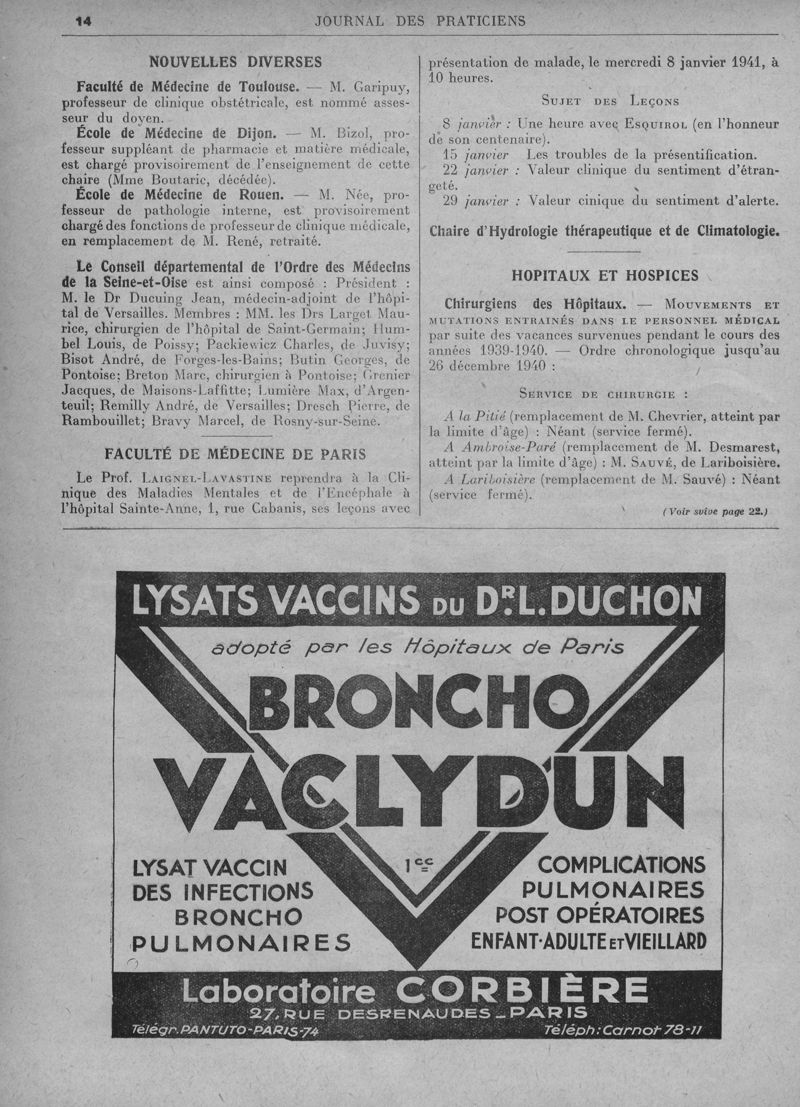 14
JOURNAL DES PRATICIENS
NOUVELLES DIVERSES
Faculté de Médecine de Toulouse. — M. Garipuy,
professeur de clinique obstétricale, est nommé asses-
seur du doyen.
École de Médecine de Dijon. — M. Bizol, pro-
fesseur suppléant de pharmacie et matière médicale,
est chargé provisoirement de l'enseignement de cette
chaire (Mme Boutaric, décédée).
École de Médecine de Rouen. — M. Née, pro-
fesseur de pathologie interne, est provisoirement
chargé des fonctions de professeur de clinique médicale,
en remplacement de M. René, retraité.
Le Conseil départemental de l'Ordre des Médecins
de la Seine-et-Oise est ainsi composé : Président :
M. le Dr Ducuing Jean, médecin-adjoint de l'hôpi-
tal de Versailles. Membres : MM. les Drs Larget Mau-
rice, chirurgien de l'hôpital de Saint-Germain; Hum-
bel Louis, de Poissy; Packiewicz Charles, de Juvisy;
Bisot André, de Forges-les-Bains; Butin Georges, de
Pontoise; Breton Marc, chirurgien à Pontoise; Grenier
Jacques, de Maisons-Laffitte; Lumière Max, d'Argen-
teuil; Remilly André, de Versailles; Dresch Pierre, de
Rambouillet; Bravy Marcel, de Rosny-sur-Seine.
FACULTÉ DE MÉDECINE DE PARIS
Le Prof. LAIGNEL-LAVASTINE reprendra à la Cli-
nique des Maladies Mentales et de l'Encéphale à
l'hôpital Sainte-Anne, 1, rue Cabanis, ses leçons avec
présentation de malade, le mercredi 8 janvier 1941, à
10 heures.
SUJET DES LEÇONS
8 janvier : Une heure avec ESQUIROL (en l'honneur
de son centenaire).
15 janvier Les troubles de la présentification.
22 janvier : Valeur clinique du sentiment d'étran-
geté.
29 janvier : Valeur cinique du sentiment d'alerte.
Chaire d'Hydrologie thérapeutique et de Climatologie.
HOPITAUX ET HOSPICES
Chirurgiens des Hôpitaux. — MOUVEMENTS ET
MUTATIONS ENTRAINÉS DANS LE PERSONNEL MÉDICAL
par suite des vacances survenues pendant le cours des
années 1939-1940. — Ordre chronologique jusqu'au
26 décembre 1940 :
SERVICE DE CHIRURGIE :
A la Pitié (remplacement de M. Chevrier, atteint par
la limite d'âge) : Néant (service fermé).
A Ambroise-Paré (remplacement de M. Desmarest,
atteint par la limite d'âge) : M. SAUVÉ, de Lariboisière.
A Lariboisière (remplacement de M. Sauvé) : Néant
(service fermé).
(Voir suive page 22.)
LYSATS VACCINS DU DR. L. DUCHON
adopté par les Hôpitaux de Paris
BRONCHO
VACLYDUN
1cc
LYSAT VACCIN
DES INFECTIONS
BRONCHO
PULMONAIRES
COMPLICATIONS
PULMONAIRES
POST OPÉRATOIRES
ENFANT-ADULTE ET VIEILLARD
Laboratoire CORBIÈRE
27, RUE DESRENAUDES - PARIS
Télégr. PANTUTO-PARIS-74
Téléph: Carnot 78-11